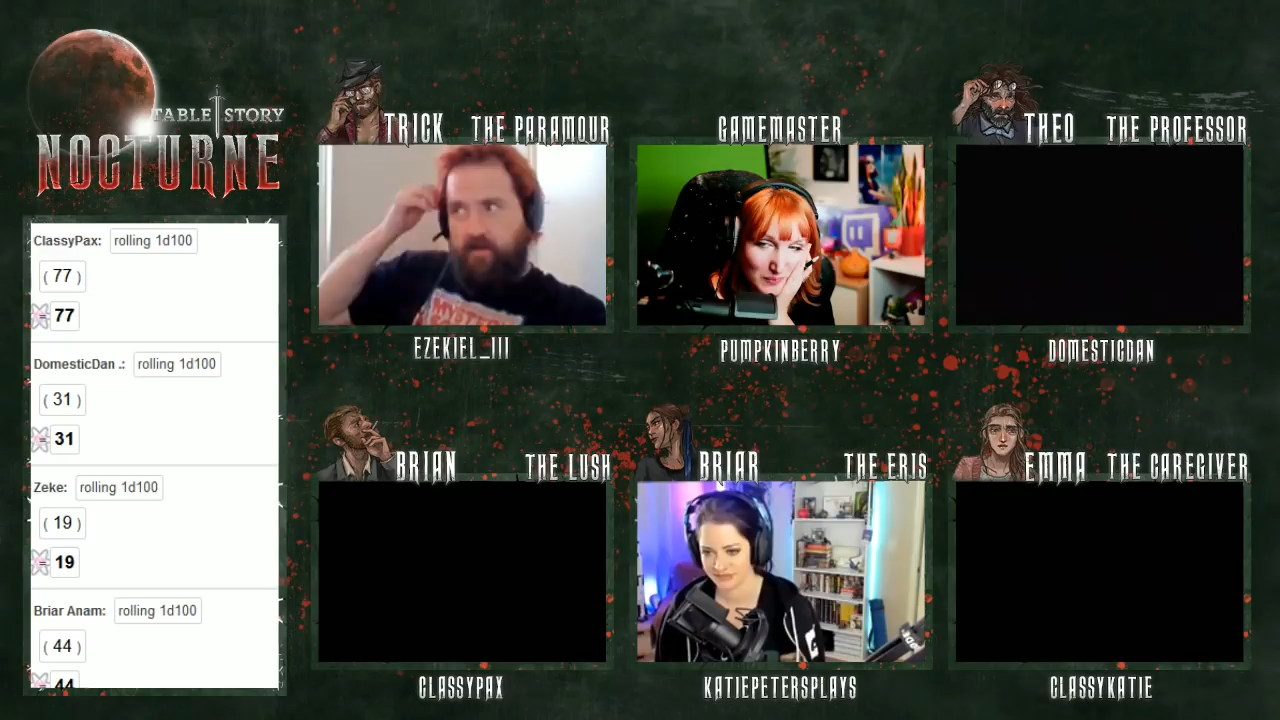 TABLE STORY
NOCTURNE
ClassyPax: rolling 1d100
( 77 )
= 77
DomesticDan .: rolling 1d100
( 31 )
= 31
Zeke: rolling 1d100
( 19 )
= 19
Briar Anam: rolling 1d100
( 44 )
= 44
TRICK THE PARAMOUR
EZEKIEL_III
GAMEMASTER
PUMPKINBERRY
THEO THE PROFESSOR
DOMESTICDAN
BRIAN THE LUSH
CLASSYPAX
BRIAR THE ERIS
KATIEPETERSPLAYS
EMMA THE CAREGIVER
CLASSYKATIE